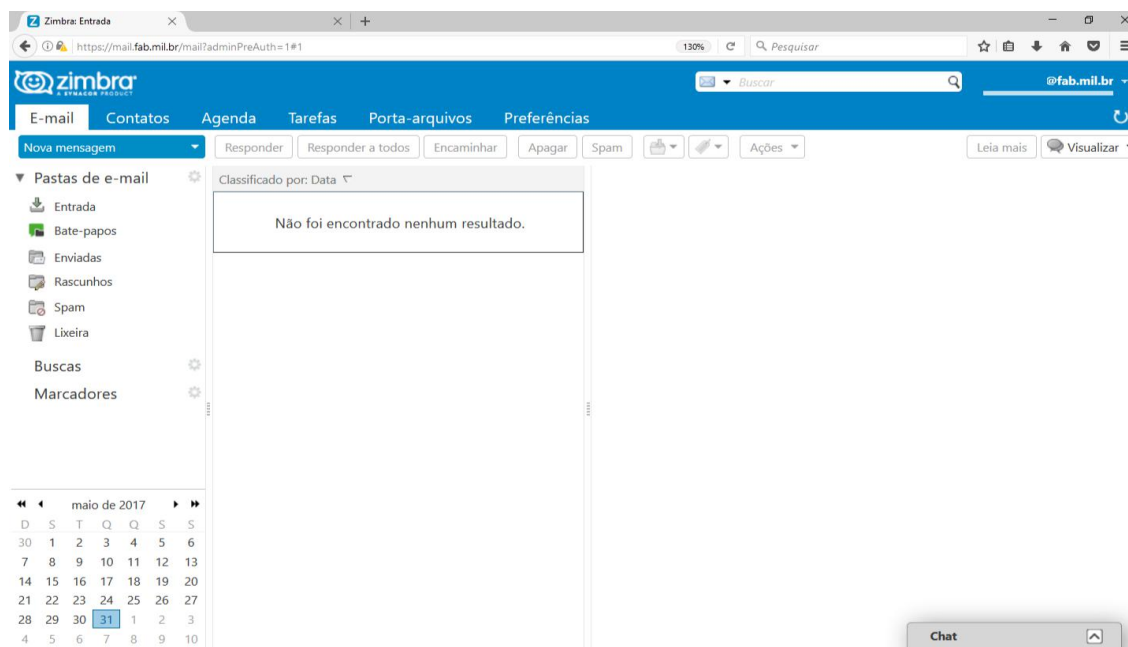 Zimbra: Entrada
https://mail.fab.mil.br/mail?adminPreAuth=1#1
130%
Pesquisar
zimbra
A SYNACOR PRODUCT
Buscar
@fab.mil.br
E-mail Contatos Agenda Tarefas Porta-arquivos Preferências
Nova mensagem
Responder Responder a todos Encaminhar Apagar Spam Ações Leia mais Visualizar
Pastas de e-mail
Classificado por: Data
Entrada
Não foi encontrado nenhum resultado.
Bate-papos
Enviadas
Rascunhos
Spam
Lixeira
Buscas
Marcadores
maio de 2017
D S T Q Q S S
30 1 2 3 4 5 6
7 8 9 10 11 12 13
14 15 16 17 18 19 20
21 22 23 24 25 26 27
28 29 30 31 1 2 3
4 5 6 7 8 9 10
Chat